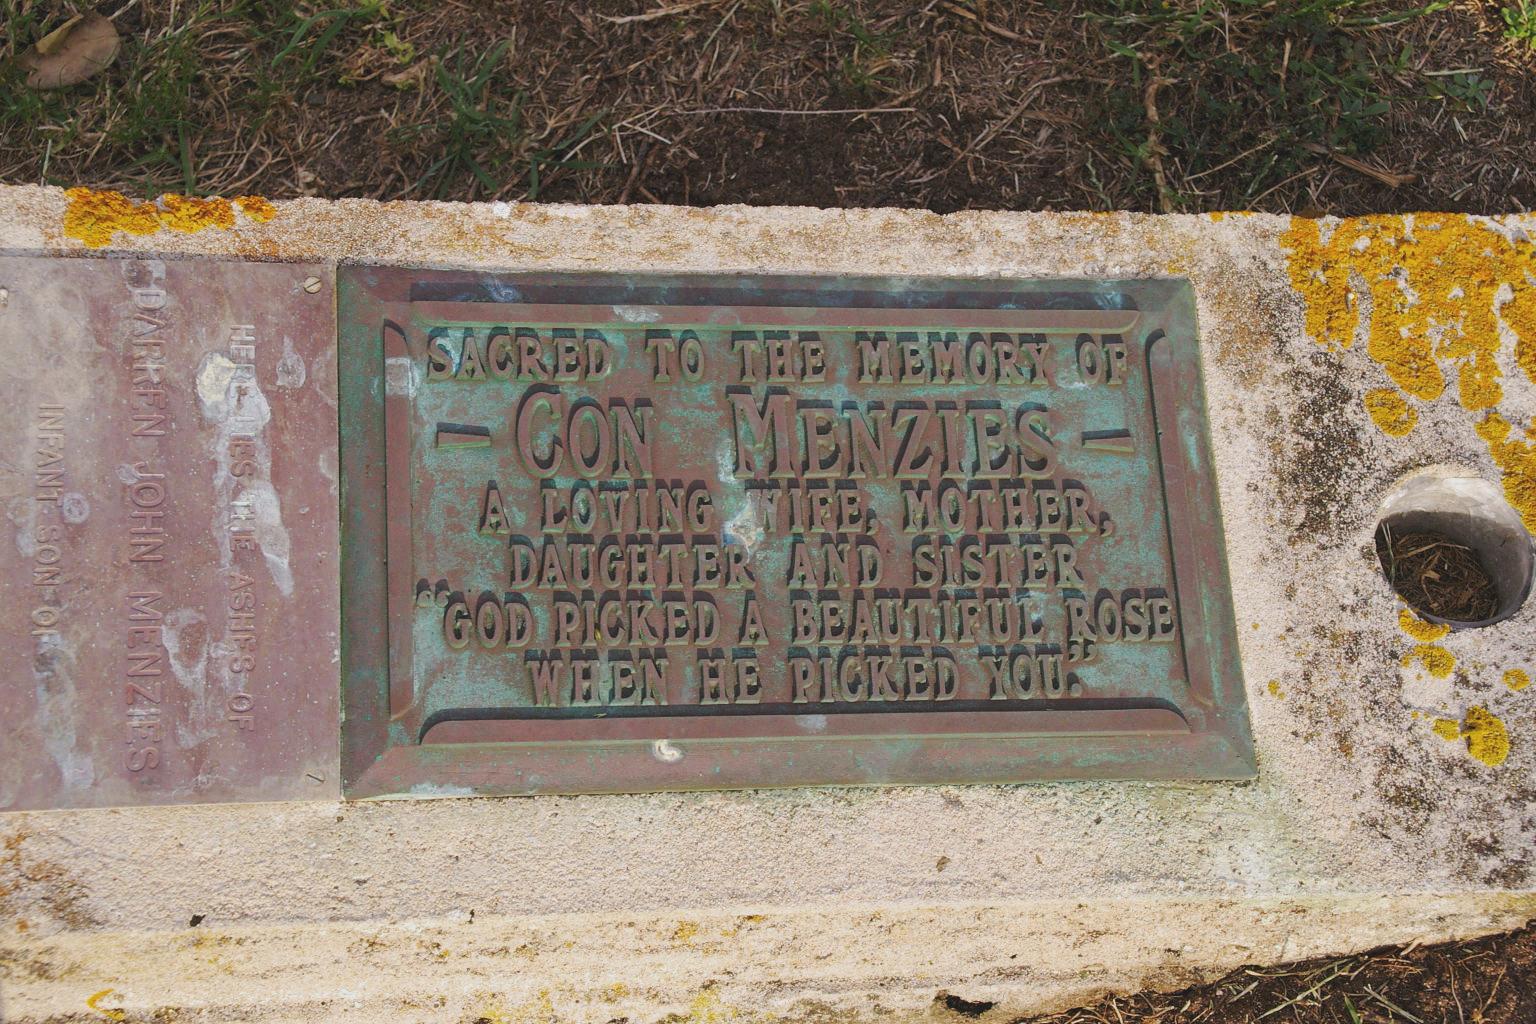 SACRED TO THE MEMORY OF
— CON MENZIES —
A LOVING WIFE, MOTHER,
DAUGHTER AND SISTER
"GOD PICKED A BEAUTIFUL ROSE
WHEN HE PICKED YOU."
HERE LIES THE ASHES OF
DARREN JOHN MENZIES
INFANT SON OF